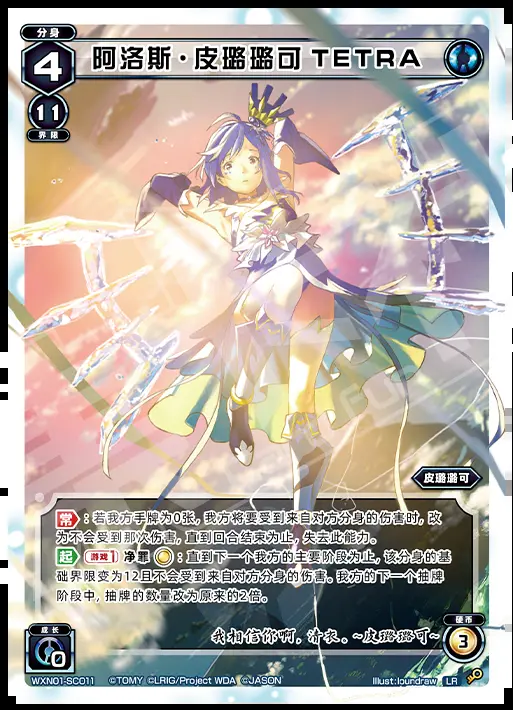 分身
4
阿洛斯·皮璐璐可 TETRA
11
界限
皮璐璐可
常：若我方手牌为0张，我方将要受到来自对方分身的伤害时，改
为不会受到那次伤害，直到回合结束为止，失去此能力。
起 游戏1 净罪 ：直到下一个我方的主要阶段为止，该分身的基
础界限变为12且不会受到来自对方分身的伤害。我方的下一个抽牌
阶段中，抽牌的数量改为原来的2倍。
我相信你啊，清衣。~皮璐璐可~
成长
0
硬币
3
WXN01-SC011 ©TOMY ©LRIG/Project WDA ©JASON Illust:loundraw LR